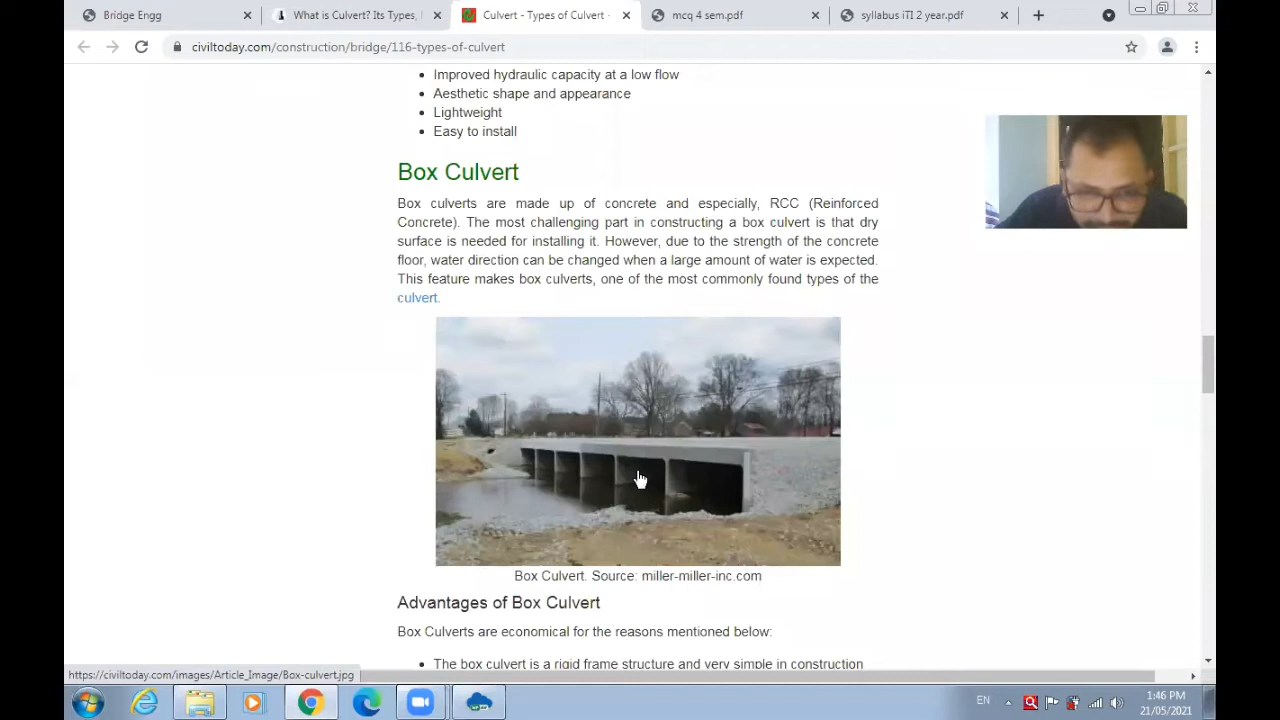 Bridge Engg
What is Culvert? Its Types, I
Culvert - Types of Culvert -
mcq 4 sem.pdf
syllabus iTI 2 year.pdf
civiltoday.com/construction/bridge/116-types-of-culvert
Improved hydraulic capacity at a low flow
Aesthetic shape and appearance
Lightweight
Easy to install
Box Culvert
Box culverts are made up of concrete and especially, RCC (Reinforced
Concrete). The most challenging part in constructing a box culvert is that dry
surface is needed for installing it. However, due to the strength of the concrete
floor, water direction can be changed when a large amount of water is expected.
This feature makes box culverts, one of the most commonly found types of the
culvert.
Box Culvert. Source: miller-miller-inc.com
Advantages of Box Culvert
Box Culverts are economical for the reasons mentioned below:
The box culvert is a rigid frame structure and very simple in construction
https://civiltoday.com/images/Article_Image/Box-culvert.jpg
EN
1:46 PM
21/05/2021